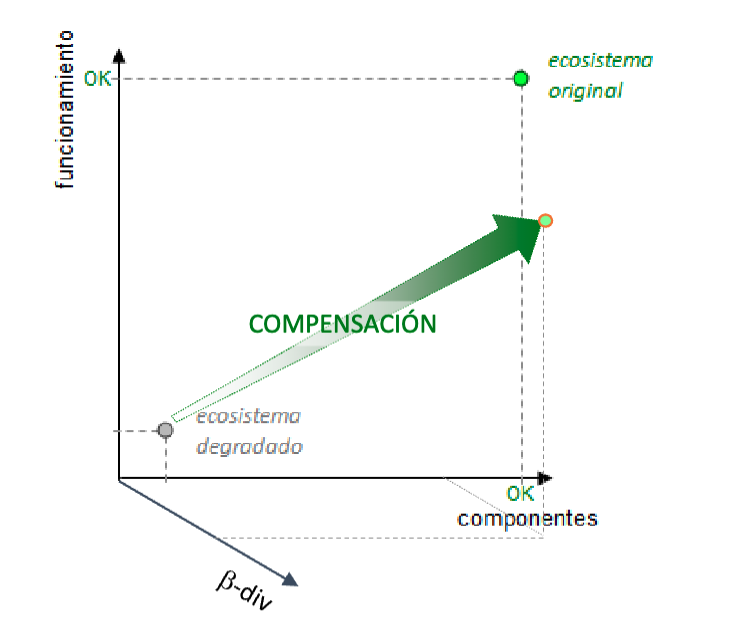 funcionamiento
OK
ecosistema
original
COMPENSACIÓN
ecosistema
degradado
OK
componentes
β-div